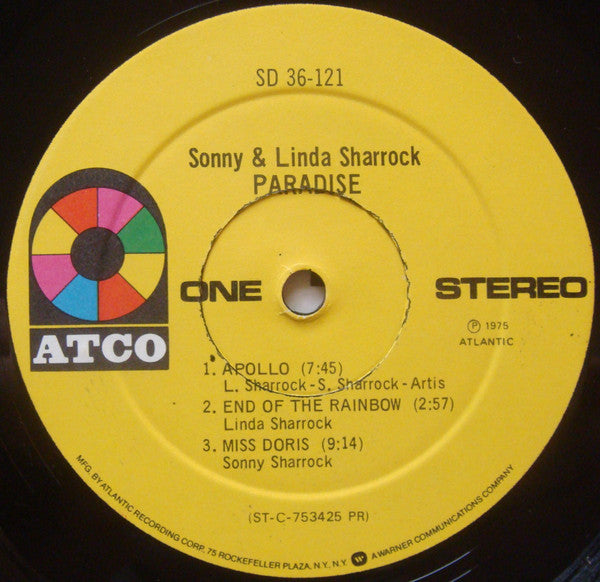 SD 36-121
Sonny & Linda Sharrock
PARADISE
ATCO
ONE
STEREO
℗ 1975
ATLANTIC
1. APOLLO (7:45)
L. Sharrock-S. Sharrock-Artis
2. END OF THE RAINBOW (2:57)
Linda Sharrock
3. MISS DORIS (9:14)
Sonny Sharrock
(ST-C-753425 PR)
MFG. BY ATLANTIC RECORDING CORP. 75 ROCKEFELLER PLAZA, N.Y., N.Y. W A WARNER COMMUNICATIONS COMPANY